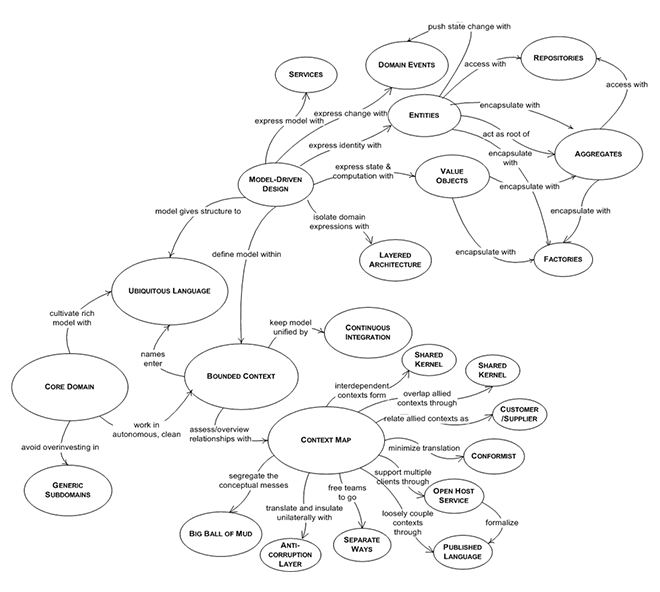 push state change with
DOMAIN EVENTS
REPOSITORIES
SERVICES
access with
access with
express change with
express model with
ENTITIES
encapsulate with
act as root of
express identity with
encapsulate
with
AGGREGATES
express state &
computation with
VALUE
OBJECTS
MODEL-DRIVEN
DESIGN
encapsulate with
encapsulate with
model gives structure to
isolate domain
expressions with
define model within
LAYERED
ARCHITECTURE
encapsulate with
FACTORIES
UBIQUITOUS LANGUAGE
cultivate rich
model with
keep model
unified by
CONTINUOUS
INTEGRATION
names
enter
SHARED
KERNEL
SHARED
KERNEL
CORE DOMAIN
BOUNDED CONTEXT
interdependent
contexts form
overlap allied
contexts through
work in
autonomous, clean
assess/overview
relationships with
relate allied contexts as
CUSTOMER
/SUPPLIER
CONTEXT MAP
avoid overinvesting in
minimize translation
CONFORMIST
GENERIC
SUBDOMAINS
segregate the
conceptual messes
free teams
to go
support multiple
clients through
OPEN HOST
SERVICE
translate and insulate
unilaterally with
loosely couple
contexts
through
formalize
BIG BALL OF MUD
ANTI-
CORRUPTION
LAYER
SEPARATE
WAYS
PUBLISHED
LANGUAGE